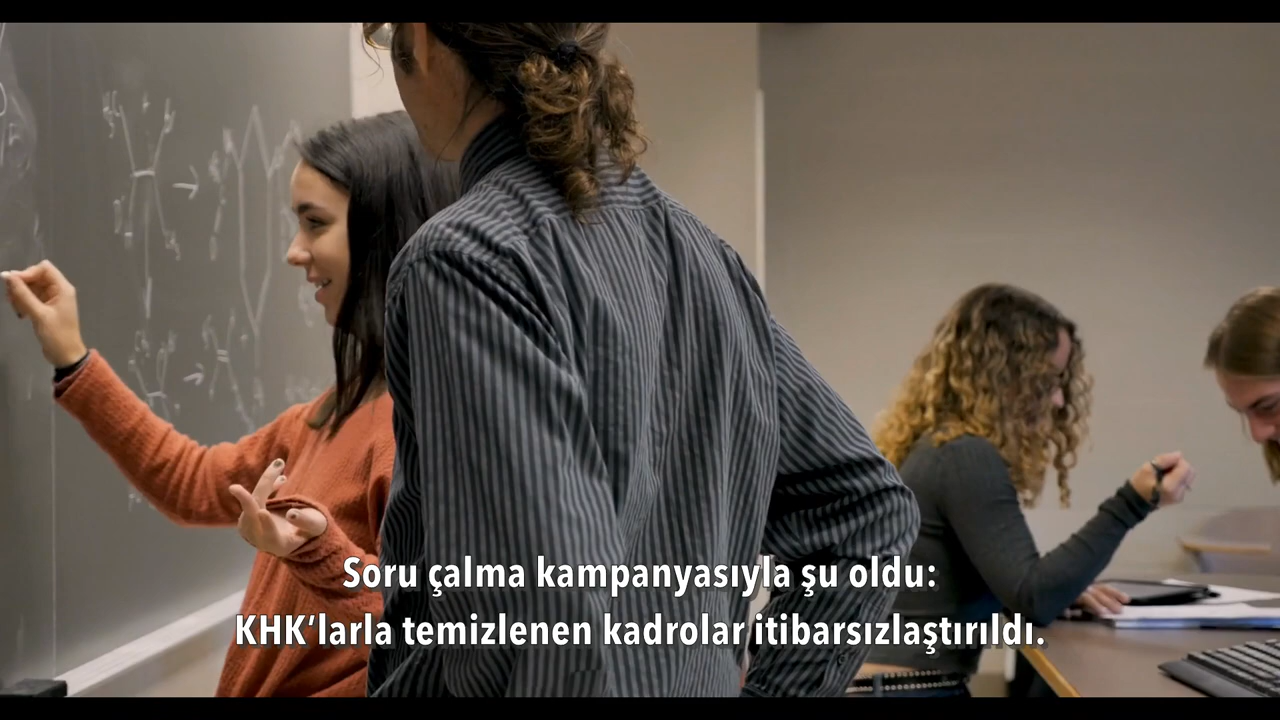 Soru çalma kampanyasıyla şu oldu:
KHK'larla temizlenen kadrolar itibarsızlaştırıldı.